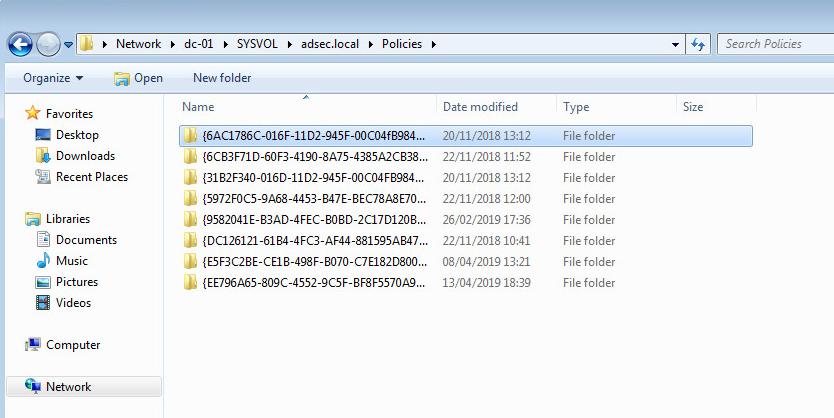 Network ▸ dc-01 ▸ SYSVOL ▸ adsec.local ▸ Policies ▸
Search Policies
Organize Open New folder
Name Date modified Type Size
Favorites
Desktop
Downloads
Recent Places
Libraries
Documents
Music
Pictures
Videos
Computer
Network
{6AC1786C-016F-11D2-945F-00C04fB984... 20/11/2018 13:12 File folder
{6CB3F71D-60F3-4190-8A75-4385A2CB38... 22/11/2018 11:52 File folder
{31B2F340-016D-11D2-945F-00C04FB984... 20/11/2018 13:12 File folder
{5972F0C5-9A68-4453-B47E-BEC78A8E70... 22/11/2018 12:00 File folder
{9582041E-B3AD-4FEC-B0BD-2C17D120B... 26/02/2019 17:36 File folder
{DC126121-61B4-4FC3-AF44-881595AB47... 22/11/2018 10:41 File folder
{E5F3C2BE-CE1B-498F-B070-C7E182D800... 08/04/2019 13:21 File folder
{EE796A65-809C-4552-9C5F-BF8F5570A9... 13/04/2019 18:39 File folder